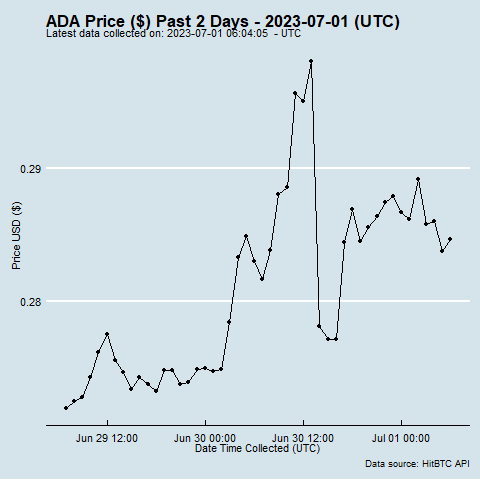 ADA Price ($) Past 2 Days - 2023-07-01 (UTC)
Latest data collected on: 2023-07-01 06:04:05 - UTC
Price USD ($)
0.29
0.28
Jun 29 12:00 Jun 30 00:00 Jun 30 12:00 Jul 01 00:00
Date Time Collected (UTC)
Data source: HitBTC API